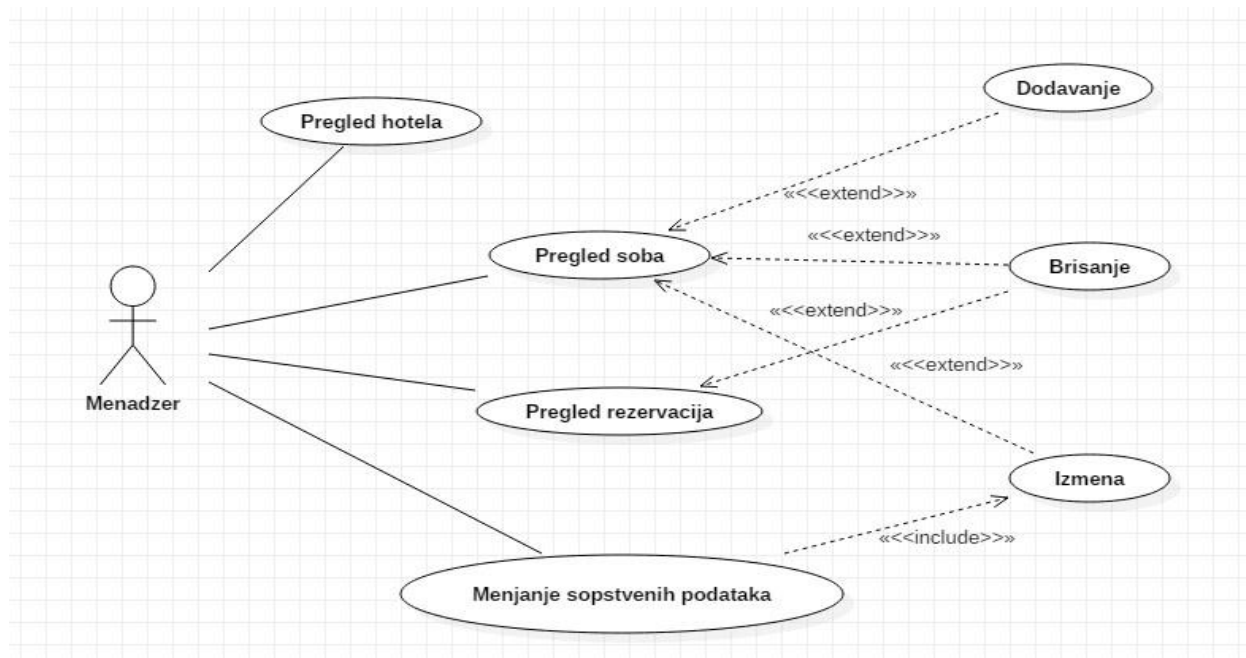 Dodavanje
Pregled hotela
«<<extend>>»
«<<extend>>»
Pregled soba
Brisanje
«<<extend>>»
«<<extend>>»
Menadzer
Pregled rezervacija
Izmena
«<<include>>»
Menjanje sopstvenih podataka